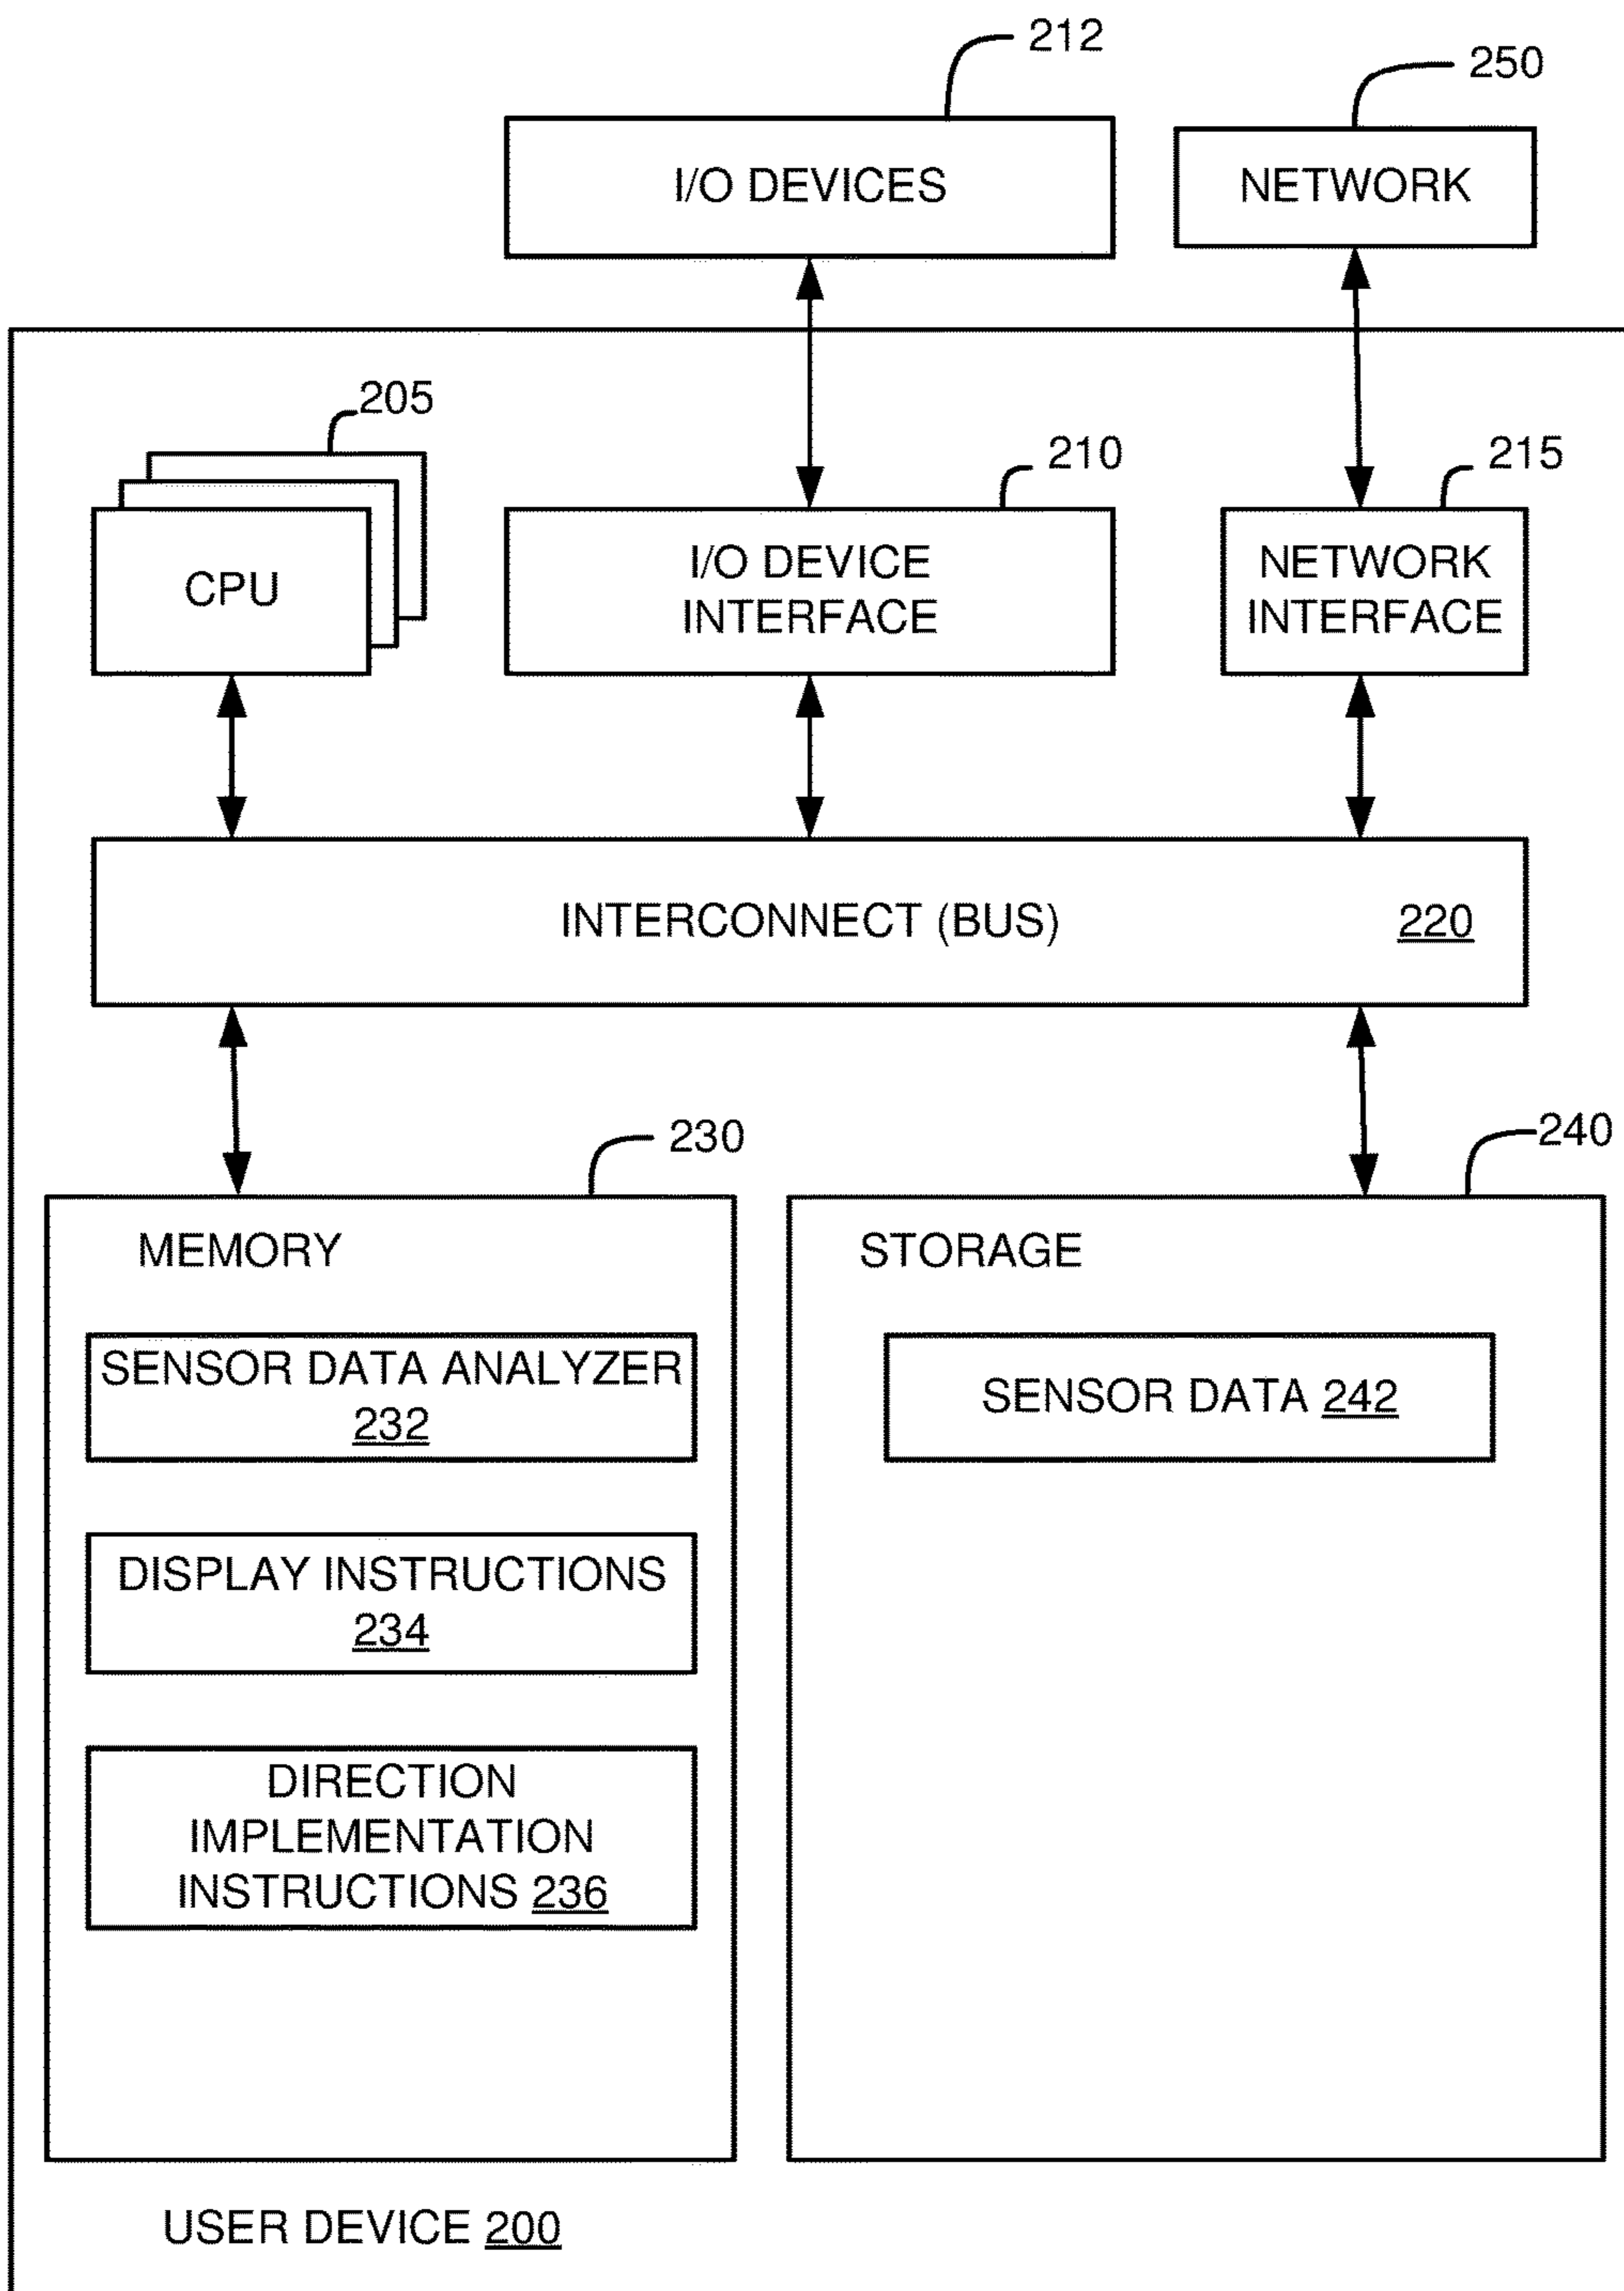 212
250
I/O DEVICES
NETWORK
205
210
215
CPU
I/O DEVICE
INTERFACE
NETWORK
INTERFACE
INTERCONNECT (BUS)
220
230
240
MEMORY
SENSOR DATA ANALYZER
232
DISPLAY INSTRUCTIONS
234
DIRECTION
IMPLEMENTATION
INSTRUCTIONS 236
STORAGE
SENSOR DATA 242
USER DEVICE 200